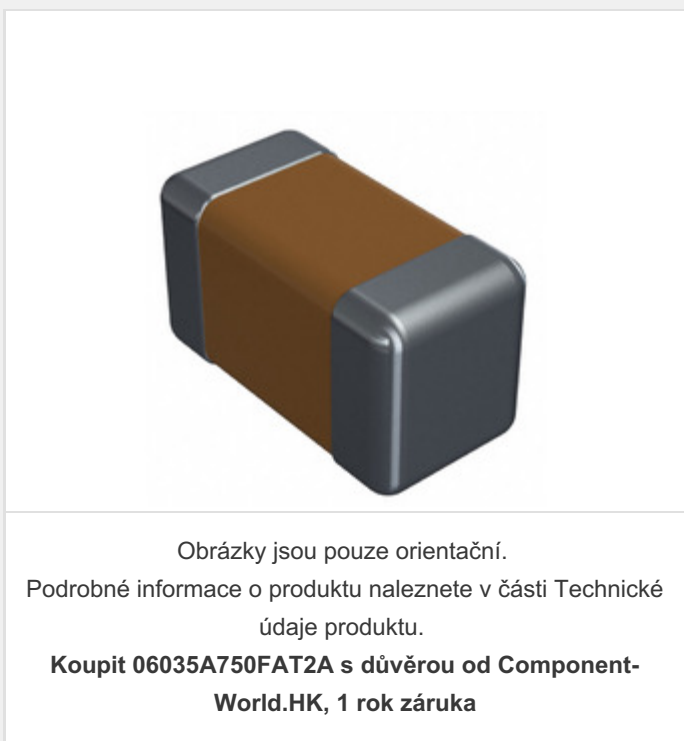 Obrázky jsou pouze orientační.
Podrobné informace o produktu naleznete v části Technické
údaje produktu.
Koupit 06035A750FAT2A s důvěrou od Component-
World.HK, 1 rok záruka